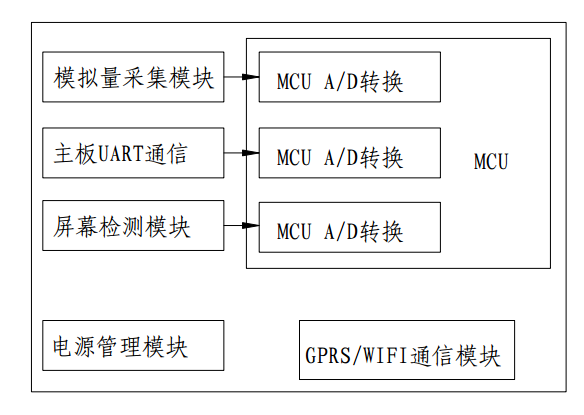 模拟量采集模块
MCU A/D转换
主板UART通信
MCU A/D转换
MCU
屏幕检测模块
MCU A/D转换
电源管理模块
GPRS/WIFI通信模块